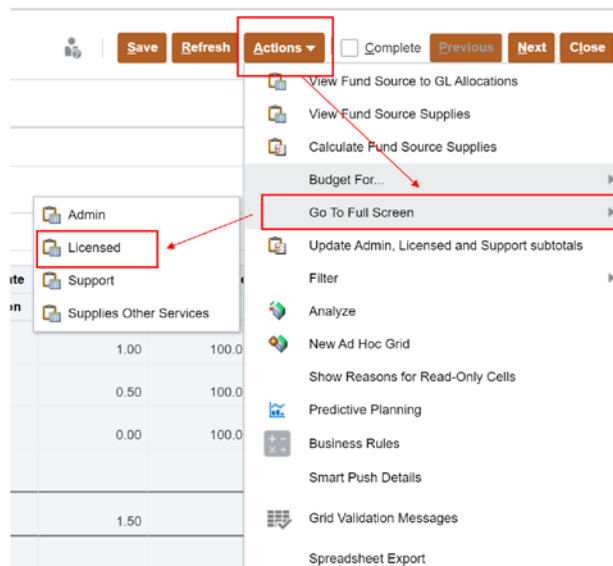 Save Refresh Actions Complete Previous Next Close
View Fund Source to GL Allocations
View Fund Source Supplies
Calculate Fund Source Supplies
Budget For...
Go To Full Screen
Update Admin, Licensed and Support subtotals
Filter
Analyze
New Ad Hoc Grid
Show Reasons for Read-Only Cells
Predictive Planning
Business Rules
Smart Push Details
Grid Validation Messages
Spreadsheet Export
Admin
Licensed
Support
Supplies Other Services
te
on
1.00 100.0
0.50 100.0
0.00 100.0
1.50